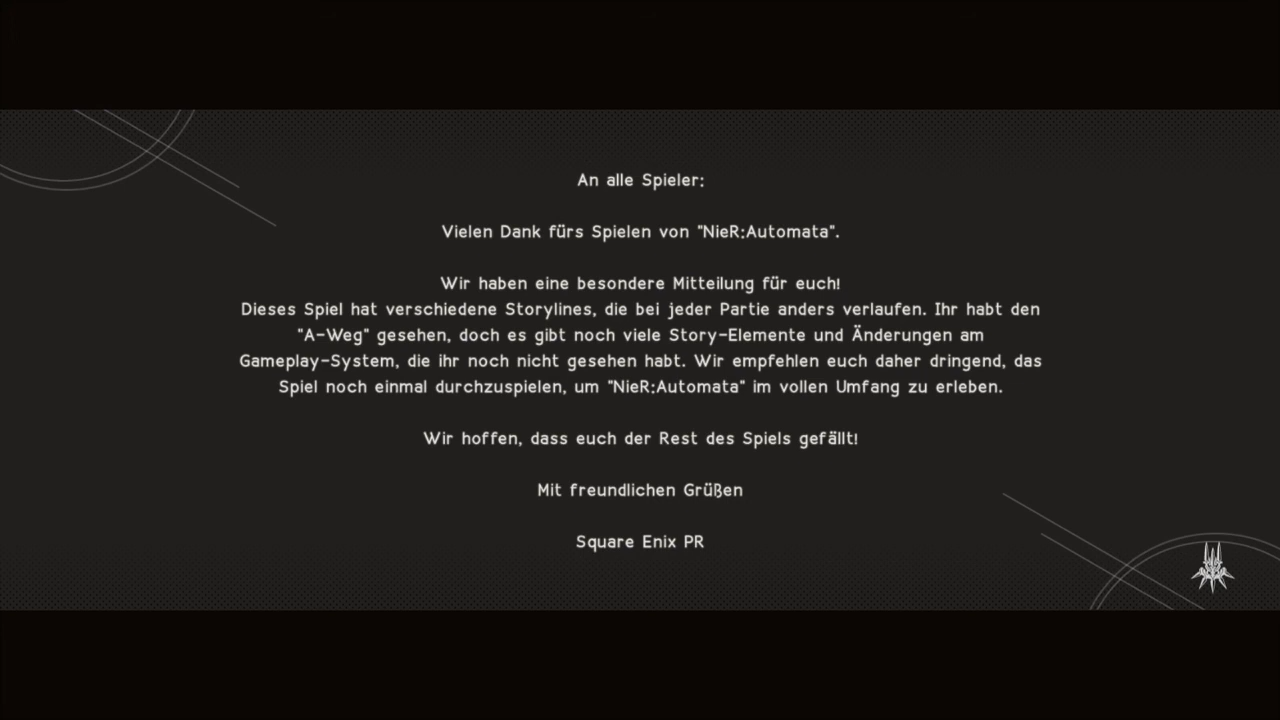 An alle Spieler:
Vielen Dank fürs Spielen von "NieR:Automata".
Wir haben eine besondere Mitteilung für euch!
Dieses Spiel hat verschiedene Storylines, die bei jeder Partie anders verlaufen. Ihr habt den
"A-Weg" gesehen, doch es gibt noch viele Story-Elemente und Änderungen am
Gameplay-System, die ihr noch nicht gesehen habt. Wir empfehlen euch daher dringend, das
Spiel noch einmal durchzuspielen, um "NieR:Automata" im vollen Umfang zu erleben.
Wir hoffen, dass euch der Rest des Spiels gefällt!
Mit freundlichen Grüßen
Square Enix PR